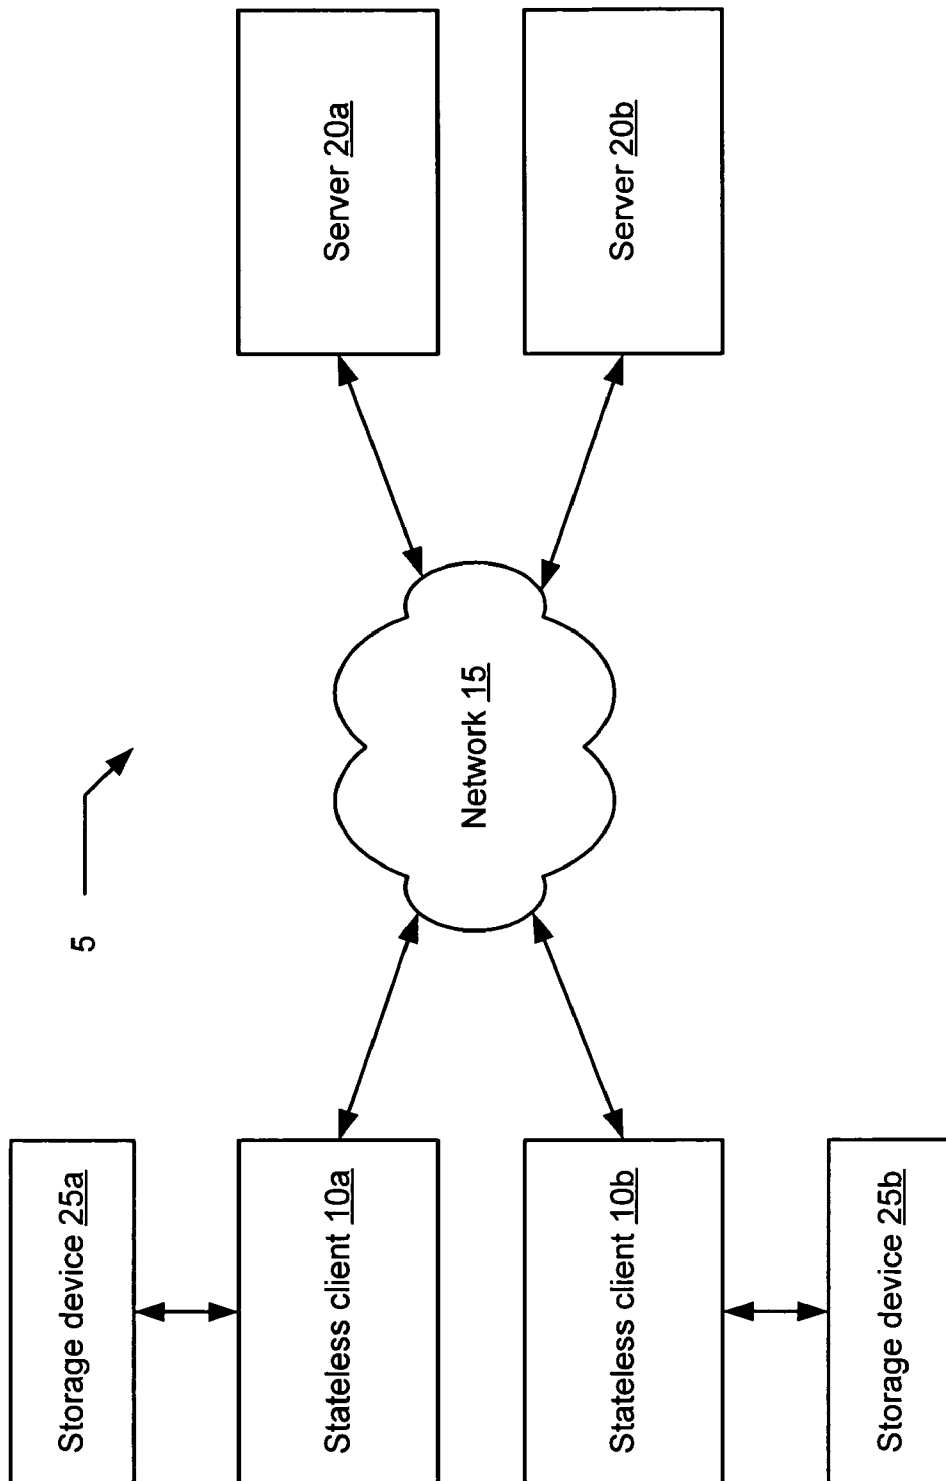 5
Storage device 25a
Stateless client 10a
Stateless client 10b
Storage device 25b
Network 15
Server 20a
Server 20b